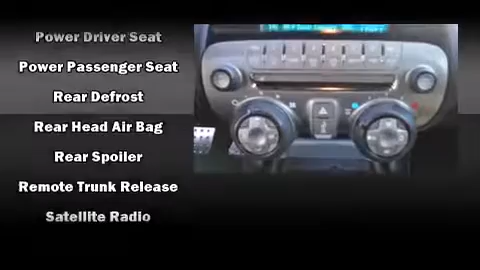 Power Driver Seat
Power Passenger Seat
Rear Defrost
Rear Head Air Bag
Rear Spoiler
Remote Trunk Release
Satellite Radio